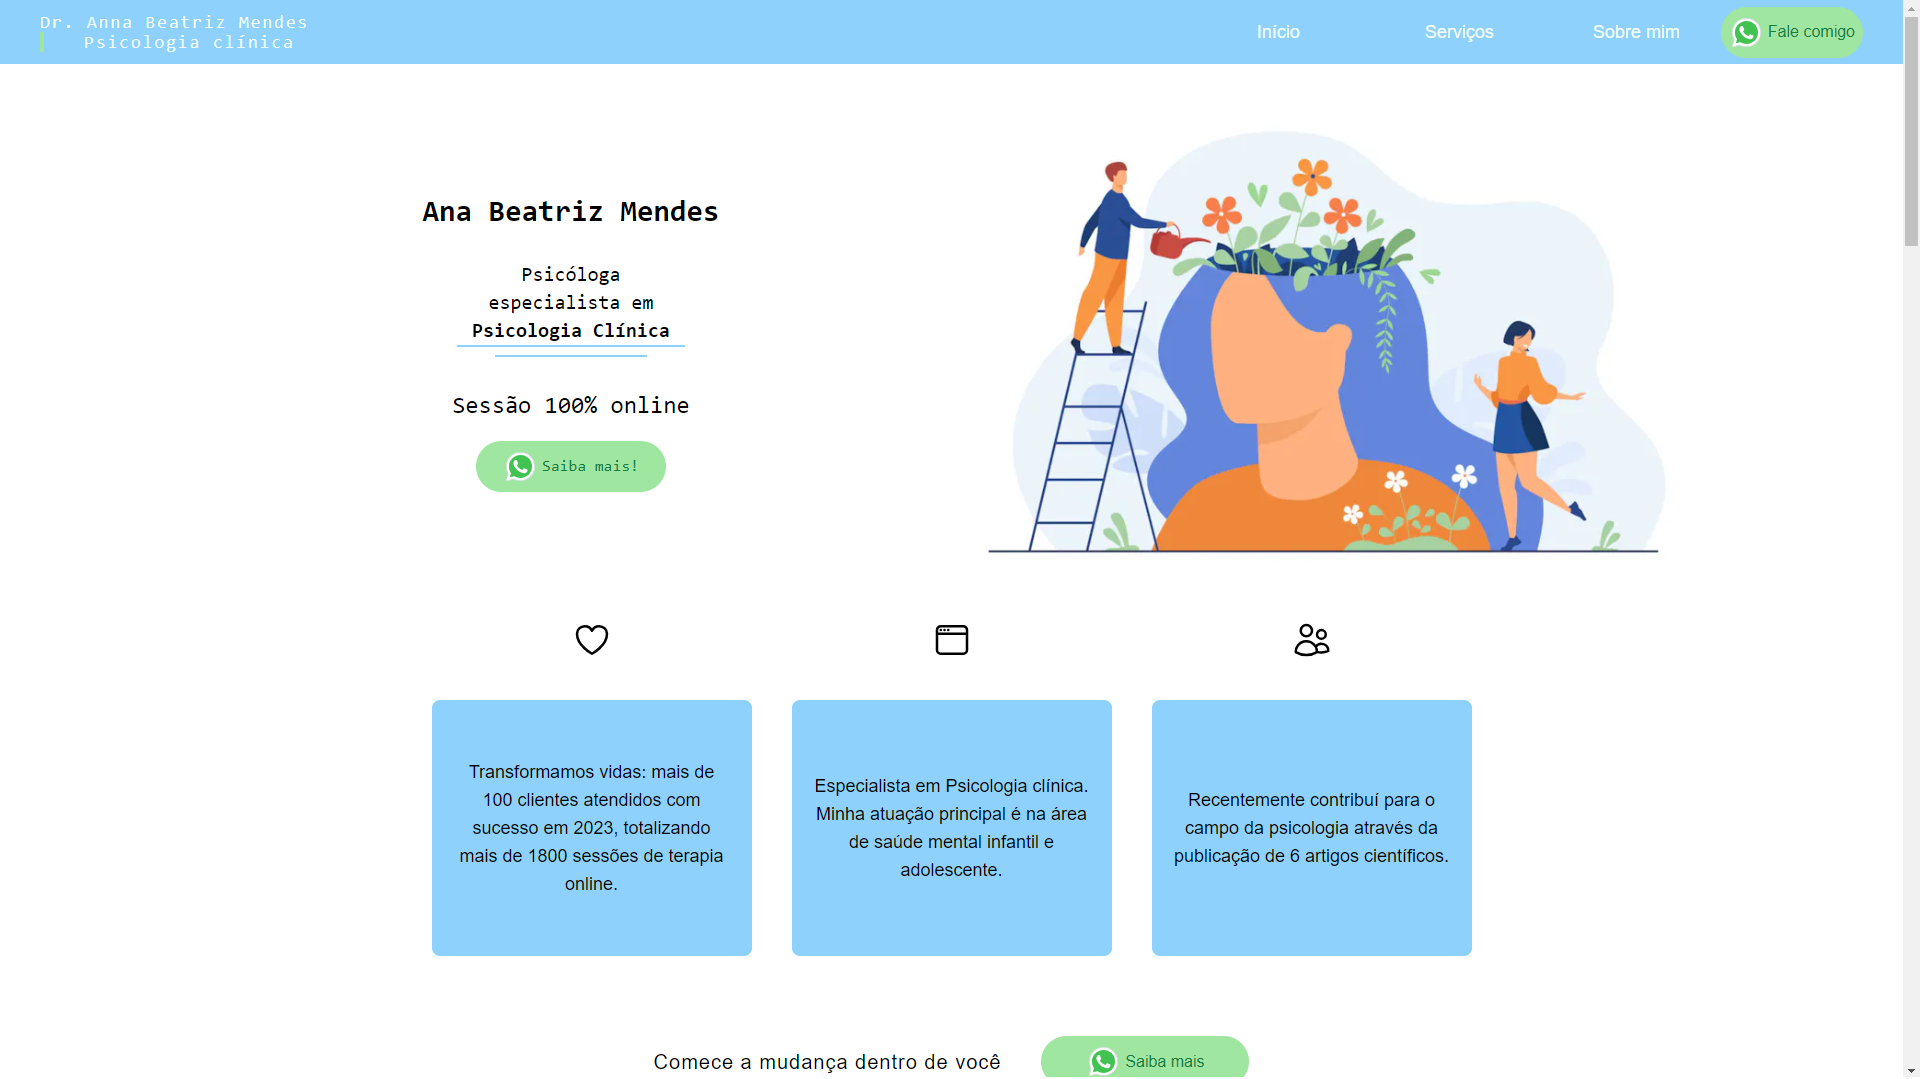 Dr. Anna Beatriz Mendes
Psicologia clínica
Início
Serviços
Sobre mim
Fale comigo
Ana Beatriz Mendes
Psicóloga
especialista em
Psicologia Clínica
Sessão 100% online
Saiba mais!
Transformamos vidas: mais de
100 clientes atendidos com
sucesso em 2023, totalizando
mais de 1800 sessões de terapia
online.
Especialista em Psicologia clínica.
Minha atuação principal é na área
de saúde mental infantil e
adolescente.
Recentemente contribuí para o
campo da psicologia através da
publicação de 6 artigos científicos.
Comece a mudança dentro de você
Saiba mais